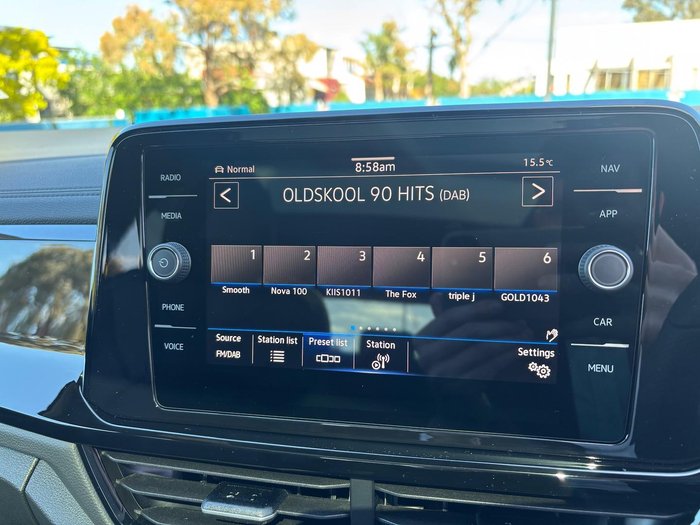 RADIO
MEDIA
PHONE
VOICE
Normal
8:58am
15.5°C
OLDSKOOL 90 HITS (DAB)
1 2 3 4 5 6
Smooth Nova 100 KIIS1011 The Fox triple j GOLD1043
Source
FM/DAB
Station list
Preset list
Station
Settings
NAV
APP
CAR
MENU